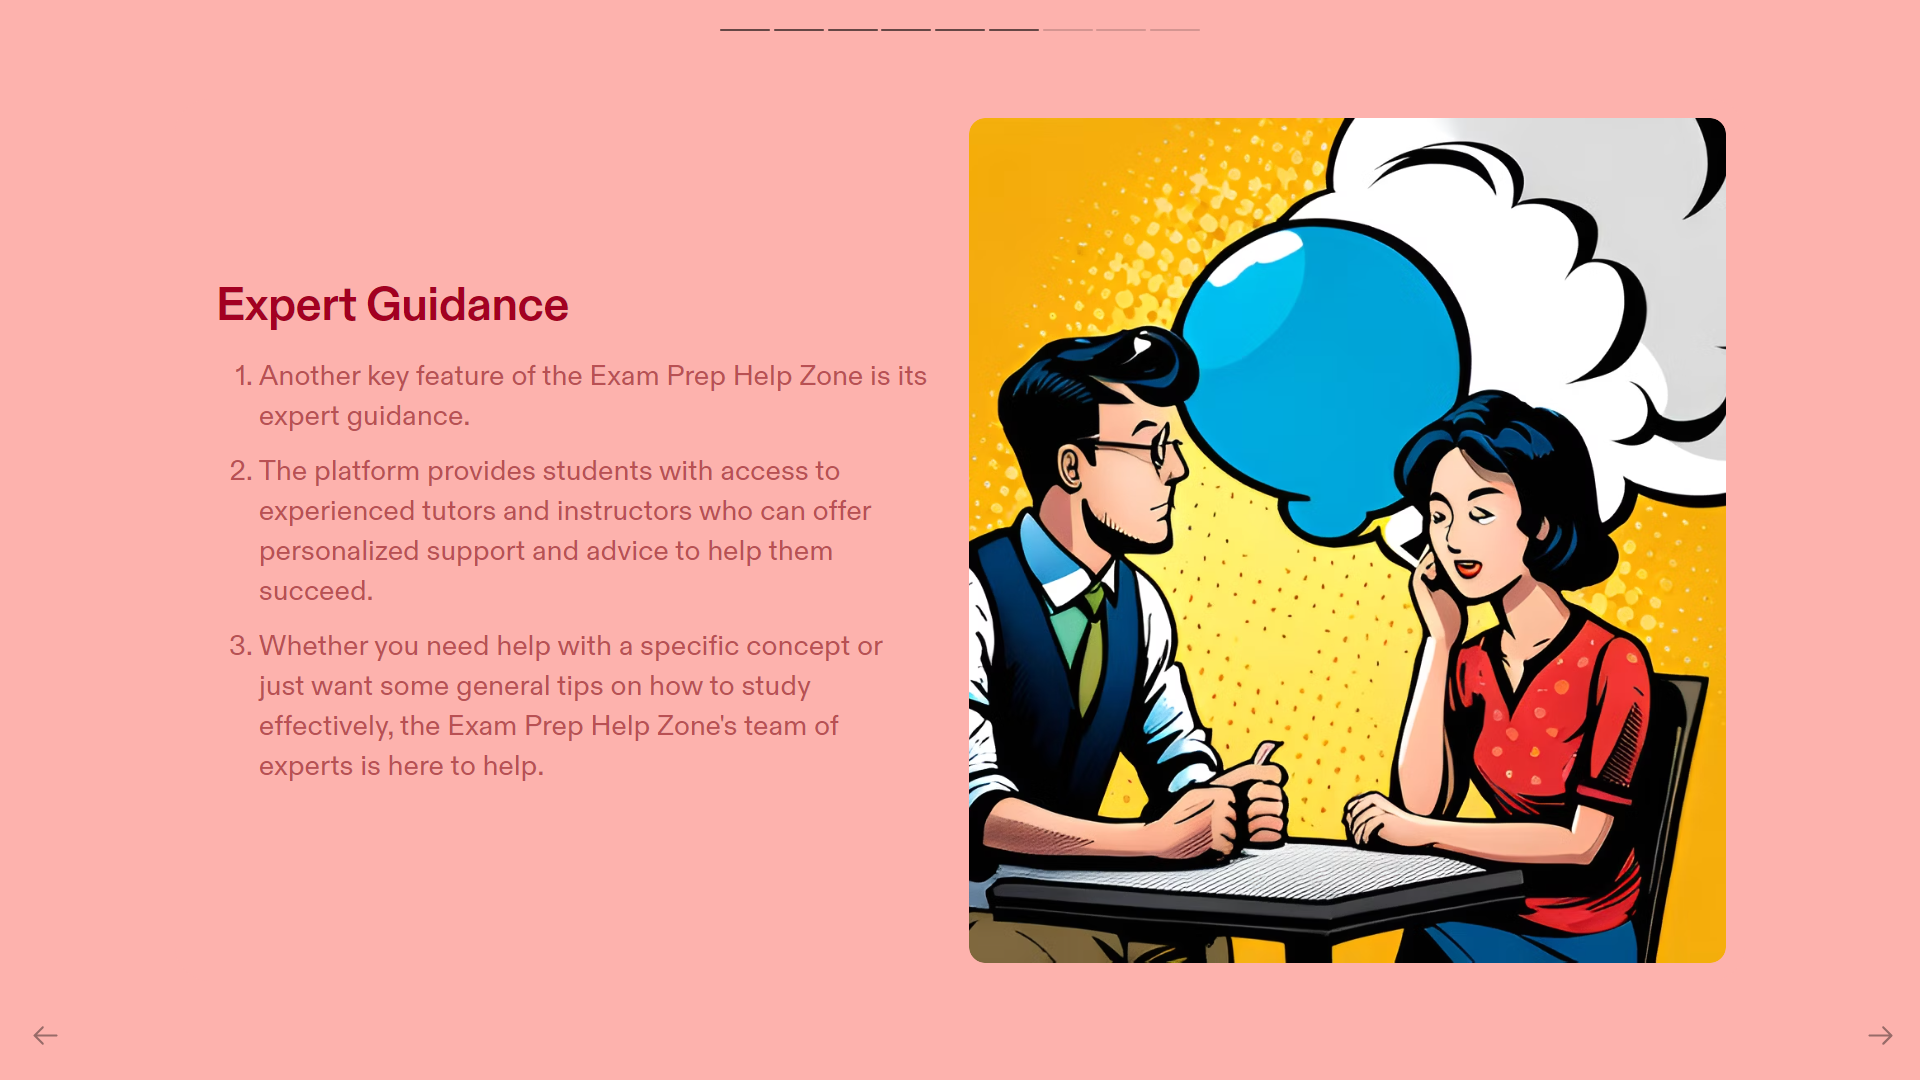 Expert Guidance
1. Another key feature of the Exam Prep Help Zone is its
expert guidance.
2. The platform provides students with access to
experienced tutors and instructors who can offer
personalized support and advice to help them
succeed.
3. Whether you need help with a specific concept or
just want some general tips on how to study
effectively, the Exam Prep Help Zone's team of
experts is here to help.